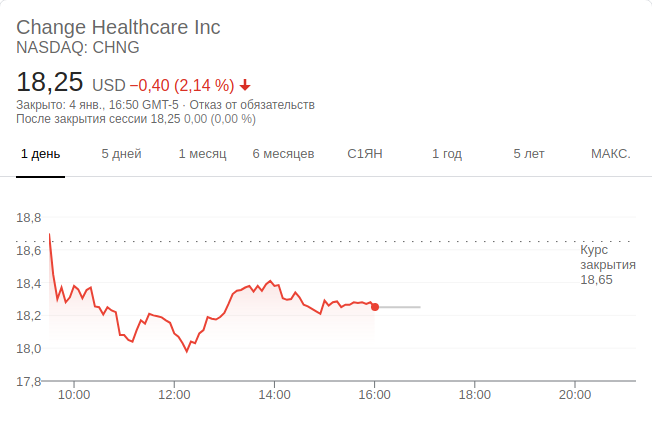 Change Healthcare Inc
NASDAQ: CHNG
18,25 USD −0,40 (2,14 %)
Закрыто: 4 янв., 16:50 GMT-5 · Отказ от обязательств
После закрытия сессии 18,25 0,00 (0,00 %)
1 день 5 дней 1 месяц 6 месяцев С1ЯН 1 год 5 лет МАКС.
18,8
18,6
18,4
18,2
18,0
17,8
Курс
закрытия
18,65
10:00 12:00 14:00 16:00 18:00 20:00